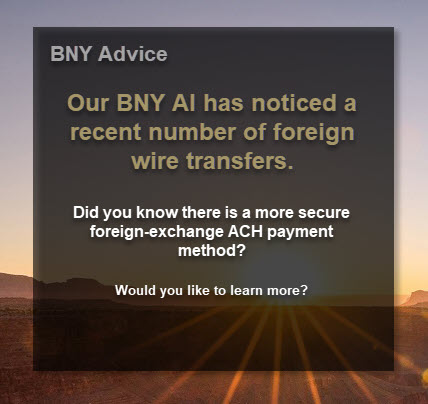 BNY Advice
Our BNY AI has noticed a
recent number of foreign
wire transfers.
Did you know there is a more secure
foreign-exchange ACH payment
method?
Would you like to learn more?